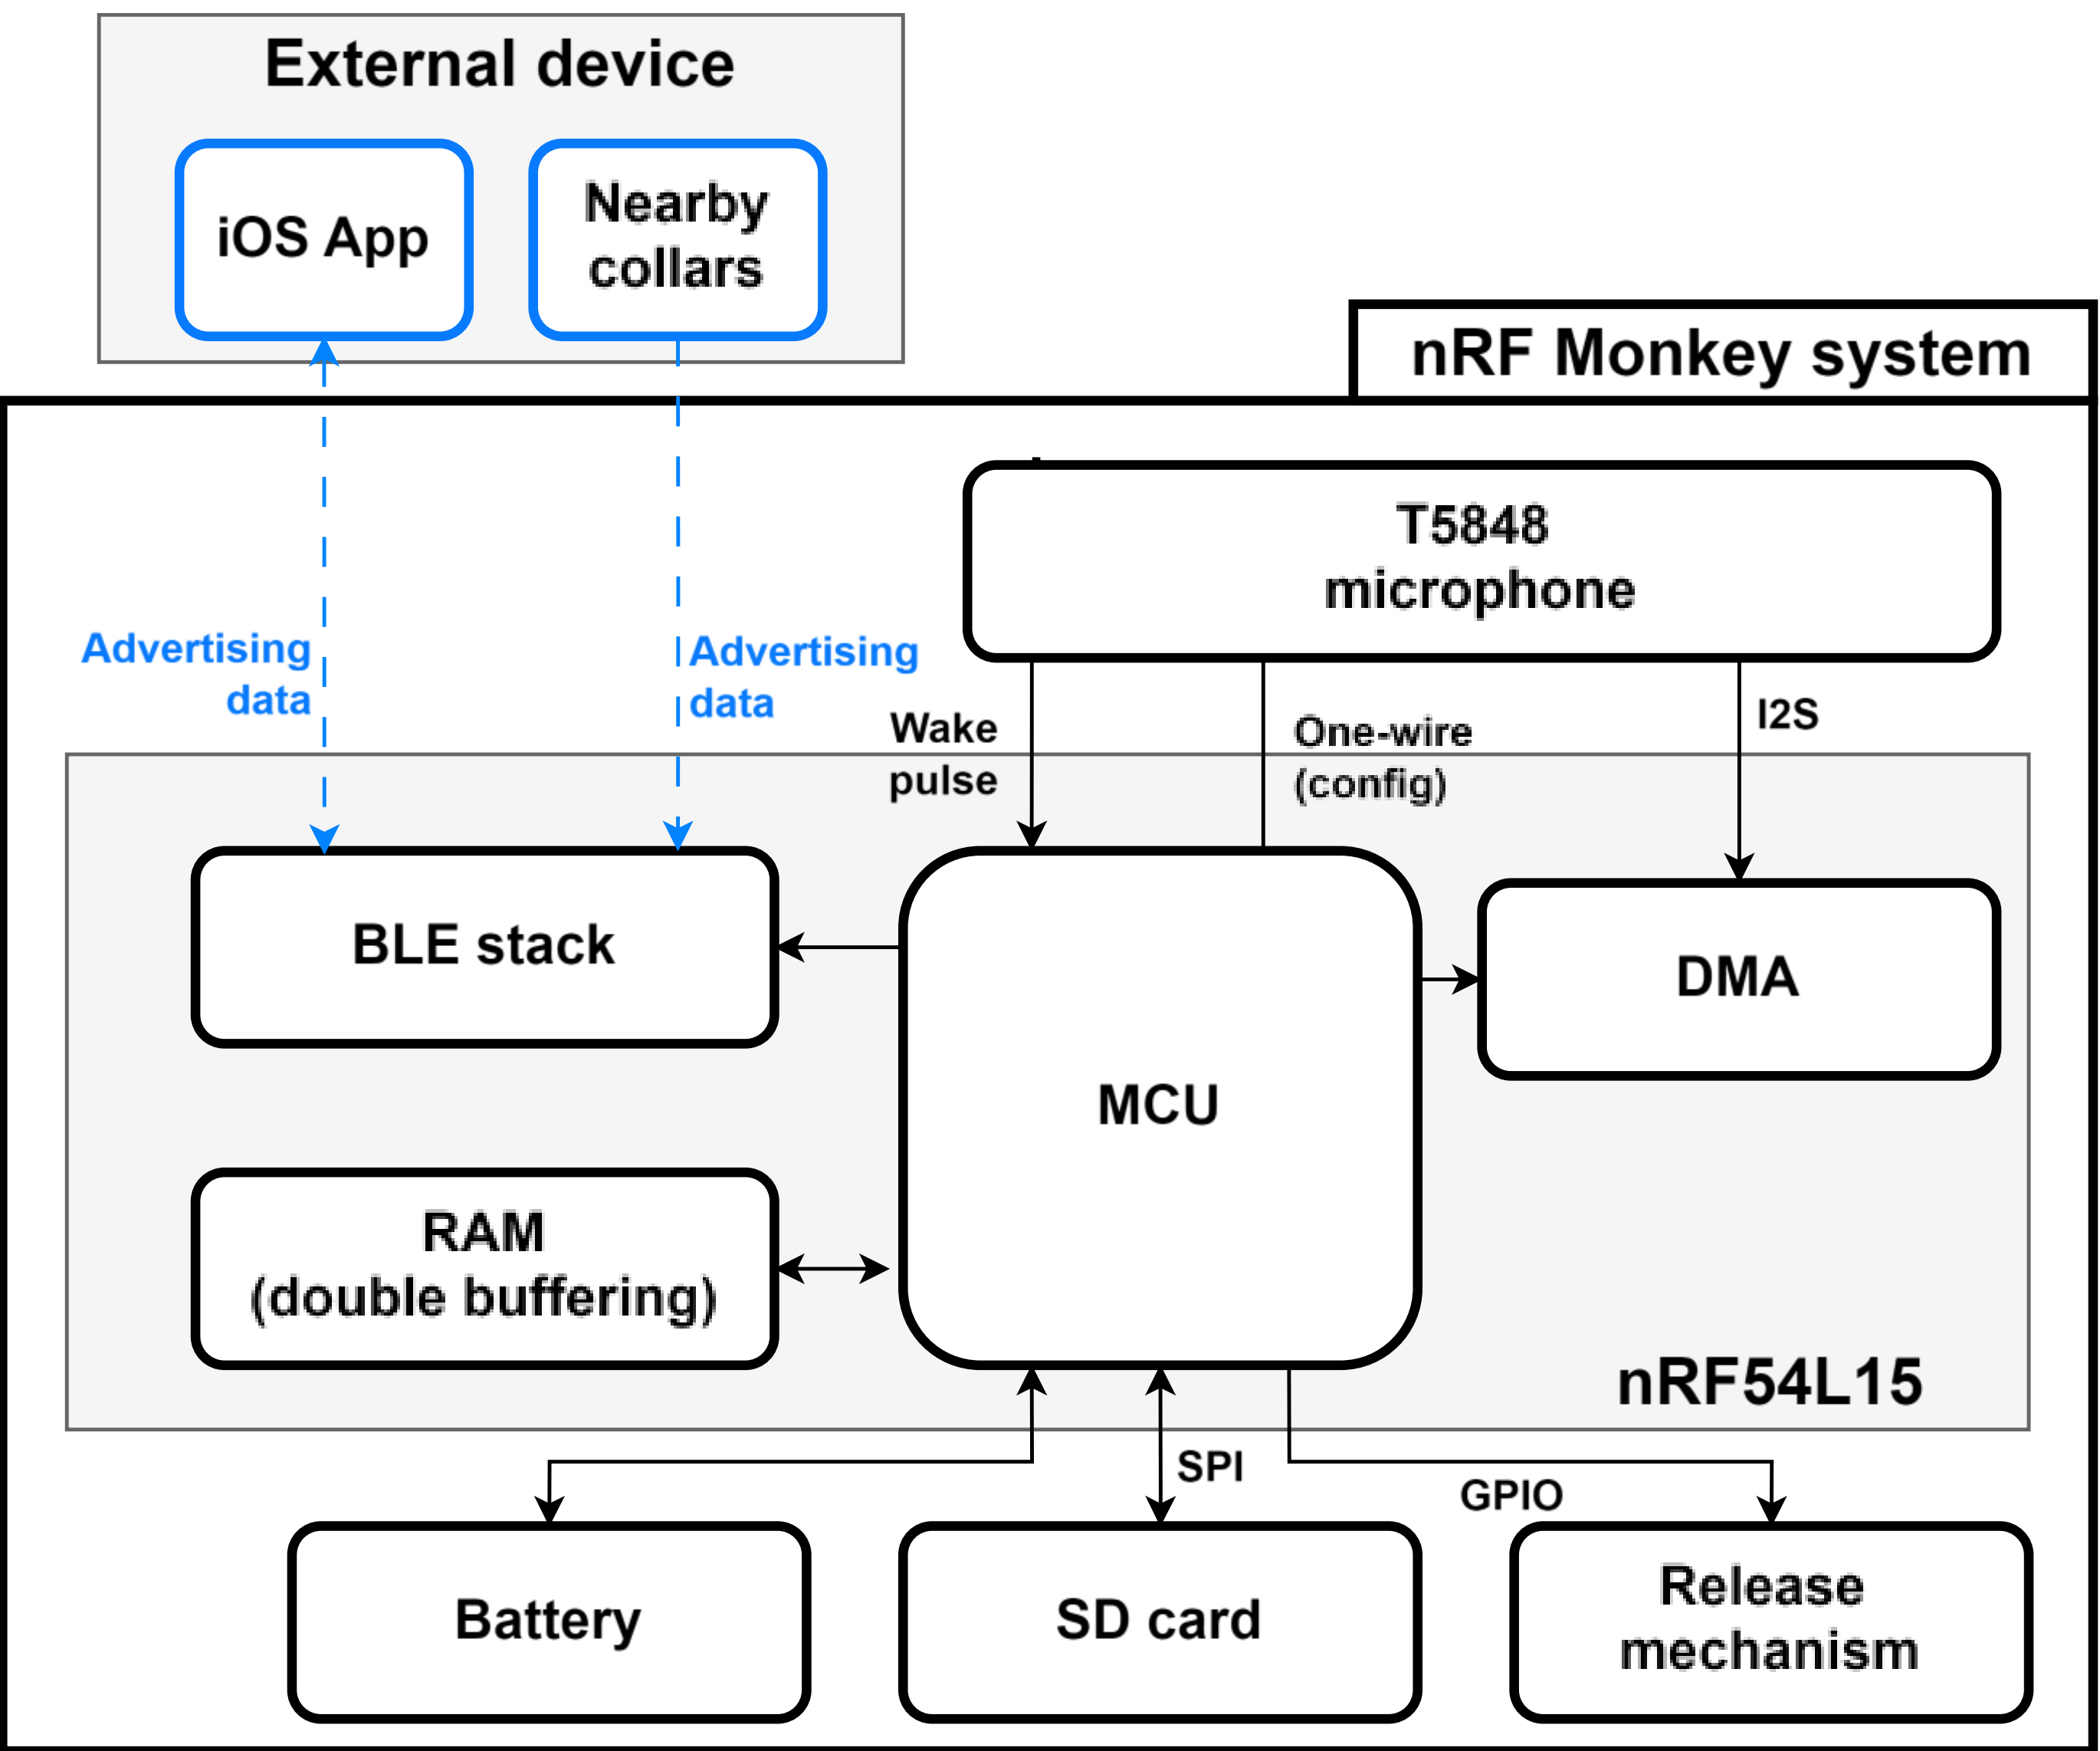 External device
iOS App
Nearby
collars
nRF Monkey system
T5848
microphone
Advertising
data
Advertising
data
Wake
pulse
One-wire
(config)
I2S
BLE stack
MCU
DMA
RAM
(double buffering)
nRF54L15
SPI
GPIO
Battery
SD card
Release
mechanism